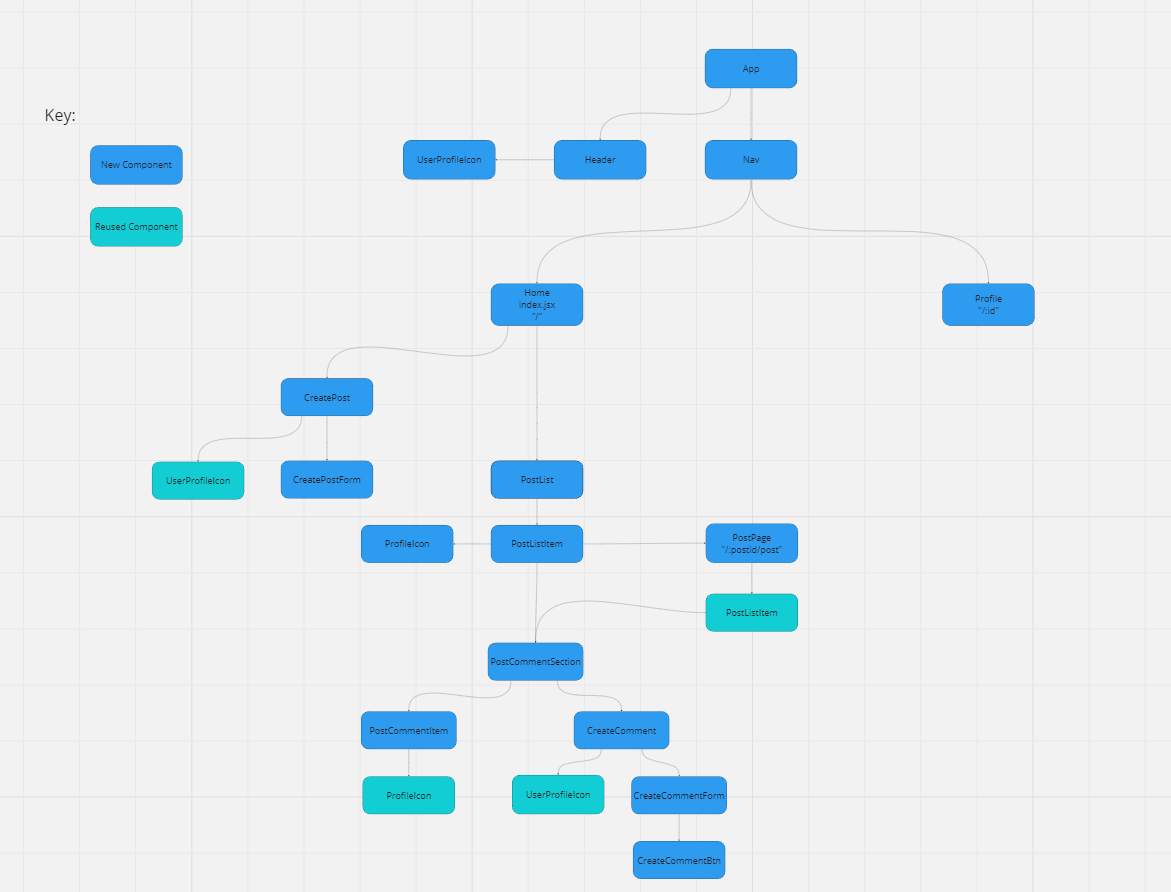 App
Key:
New Component
UserProfileIcon
Header
Nav
Reused Component
Home
index.jsx
"/"
Profile
"/:id"
CreatePost
UserProfileIcon
CreatePostForm
PostList
ProfileIcon
PostListItem
PostPage
"/:postid/post"
PostListItem
PostCommentSection
PostCommentItem
CreateComment
ProfileIcon
UserProfileIcon
CreateCommentForm
CreateCommentBtn